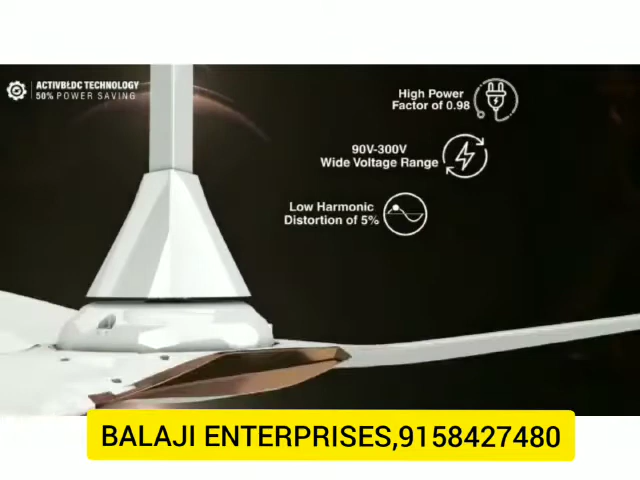 ACTIVBLDC TECHNOLOGY
50% POWER SAVING
High Power
Factor of 0.98
90V-300V
Wide Voltage Range
Low Harmonic
Distortion of 5%
BALAJI ENTERPRISES,9158427480